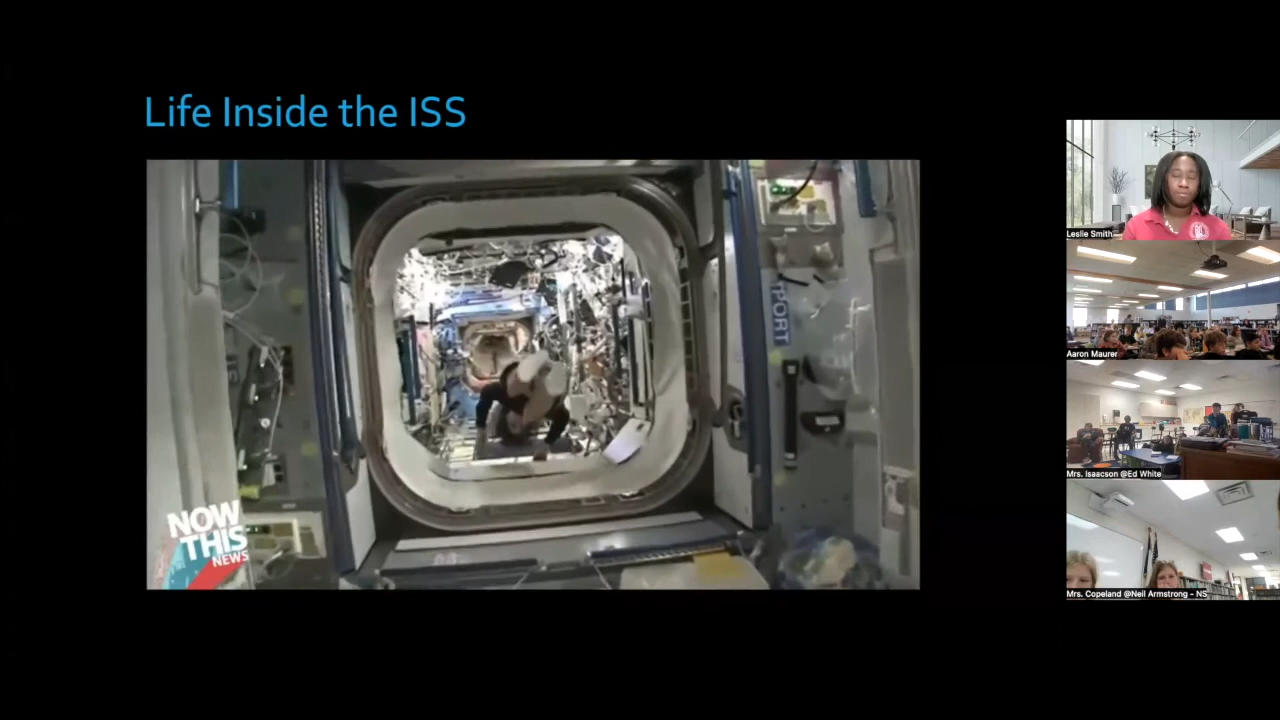 Life Inside the ISS
PORT
NOW
THIS
NEWS
Leslie Smith
Aaron Maurer
Mrs. Isaacson @Ed White
Mrs. Copeland @Neil Armstrong - NS